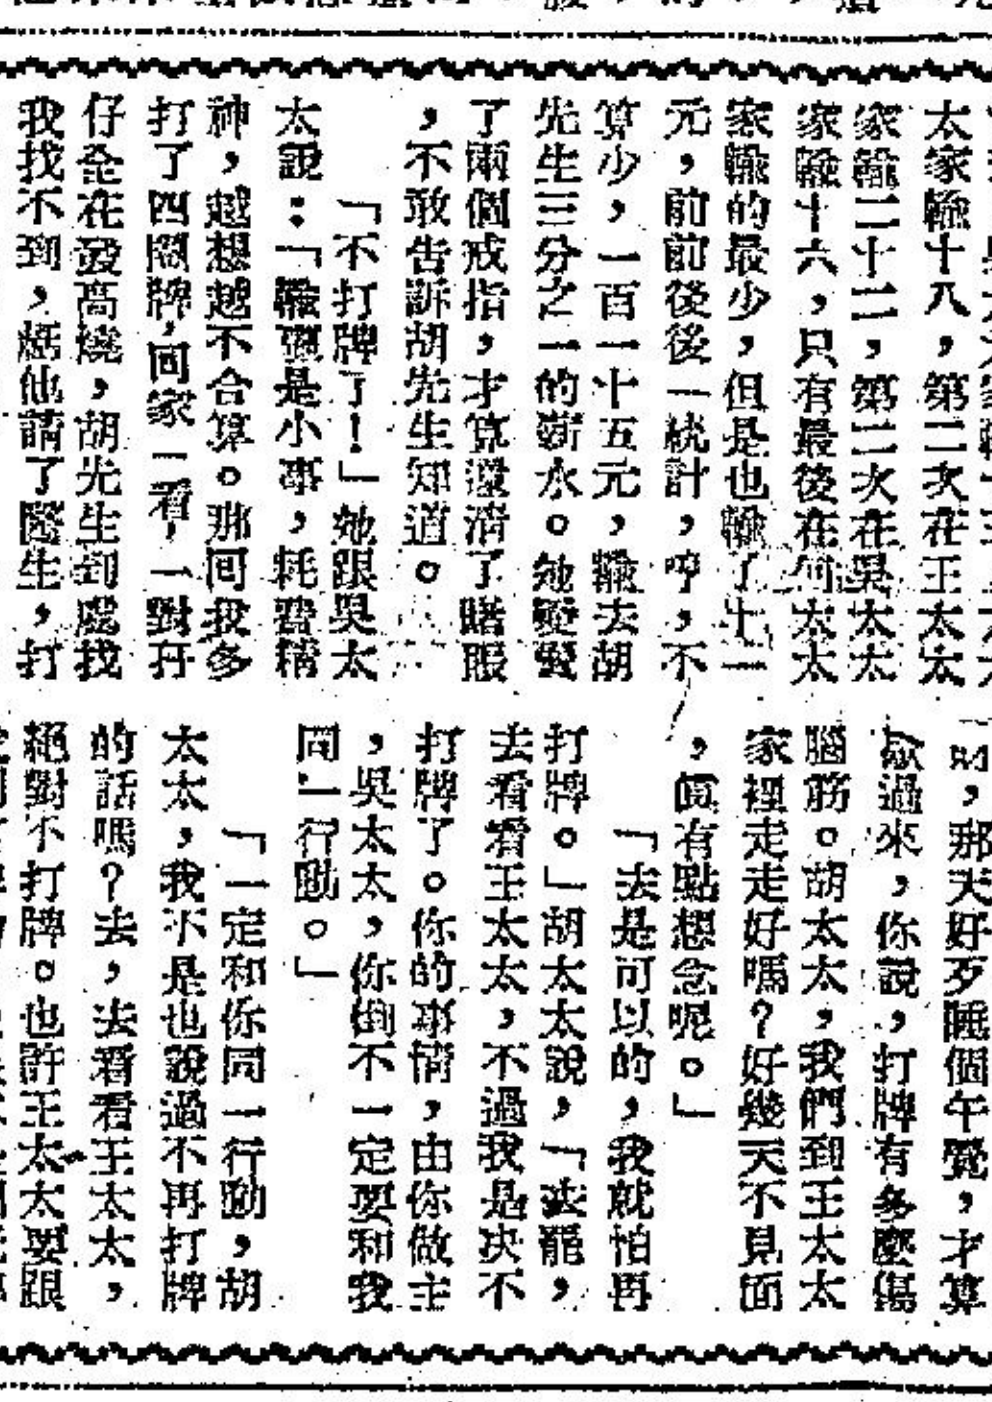 太家輸十八，第二次在王太太
家輸二十二，第二次在吳太太
家輸十六，只有最後在何太太
家輸的最少，但是也輸了十一
元，前前後後一統計，哼，不
算少，一百一十五元，輸去胡
先生三分之一的薪水。她變賣
了兩個戒指，才算還清了賭賬
，不敢告訴胡先生知道。
「不打牌了！」她跟吳太
太說：「輸贏是小事，耗費精
神，越想越不合算。那回我多
打了四圈牌，回家一看，一對孖
仔全在發高燒，胡先生到處找
我找不到，趕他請了醫生，打
，那天好歹睡個午覺，才算
過來，你說，打牌有多麼傷
腦筋。胡太太，我們到王太太
家裡走走好嗎？好幾天不見面
，眞有點想念呢。」
「去是可以的，我就怕再
打牌。」胡太太說，「去罷，
去看看王太太，不過我是决不
打牌了。你的事情，由你做主
，吳太太，你倒不一定要和我
同一行動。」
「一定和你同一行動，胡
太太，我不是也說過不再打牌
的話嗎？去，去看看王太太，
絕對不打牌。也許王太太要跟